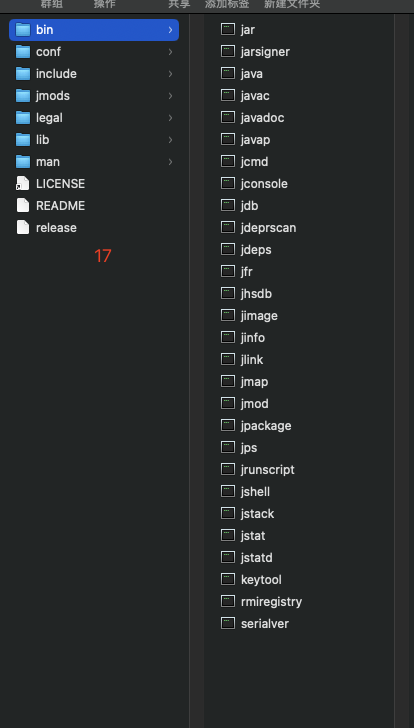 群组 操作 共享 添加标签 新建文件夹
bin
conf
include
jmods
legal
lib
man
LICENSE
README
release
17
jar
jarsigner
java
javac
javadoc
javap
jcmd
jconsole
jdb
jdeprscan
jdeps
jfr
jhsdb
jimage
jinfo
jlink
jmap
jmod
jpackage
jps
jrunscript
jshell
jstack
jstat
jstatd
keytool
rmiregistry
serialver